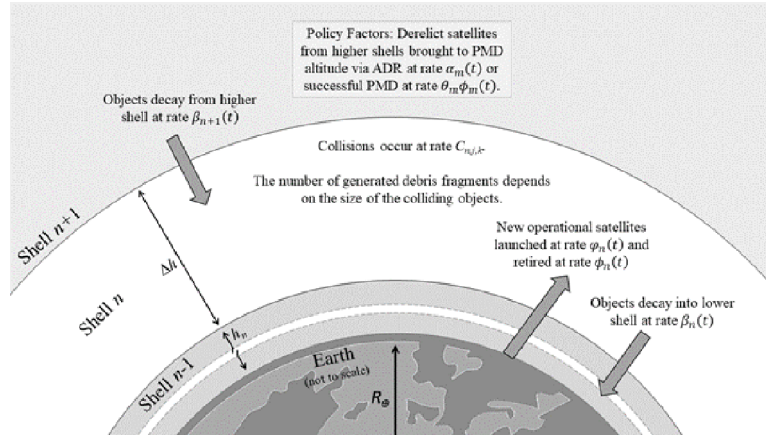 Policy Factors: Derelict satellites
from higher shells brought to PMD
altitude via ADR at rate αₘ(t) or
successful PMD at rate θₘϕₘ(t).
Objects decay from higher
shell at rate βₙ₊₁(t)
Collisions occur at rate Cₙ,ⱼ,ₖ.
The number of generated debris fragments depends
on the size of the colliding objects.
Shell n+1
New operational satellites
launched at rate φₙ(t) and
retired at rate ϕₙ(t)
Δh
Shell n
Objects decay into lower
shell at rate βₙ(t)
hₙ
Shell n-1
Earth
(not to scale)
R⊕